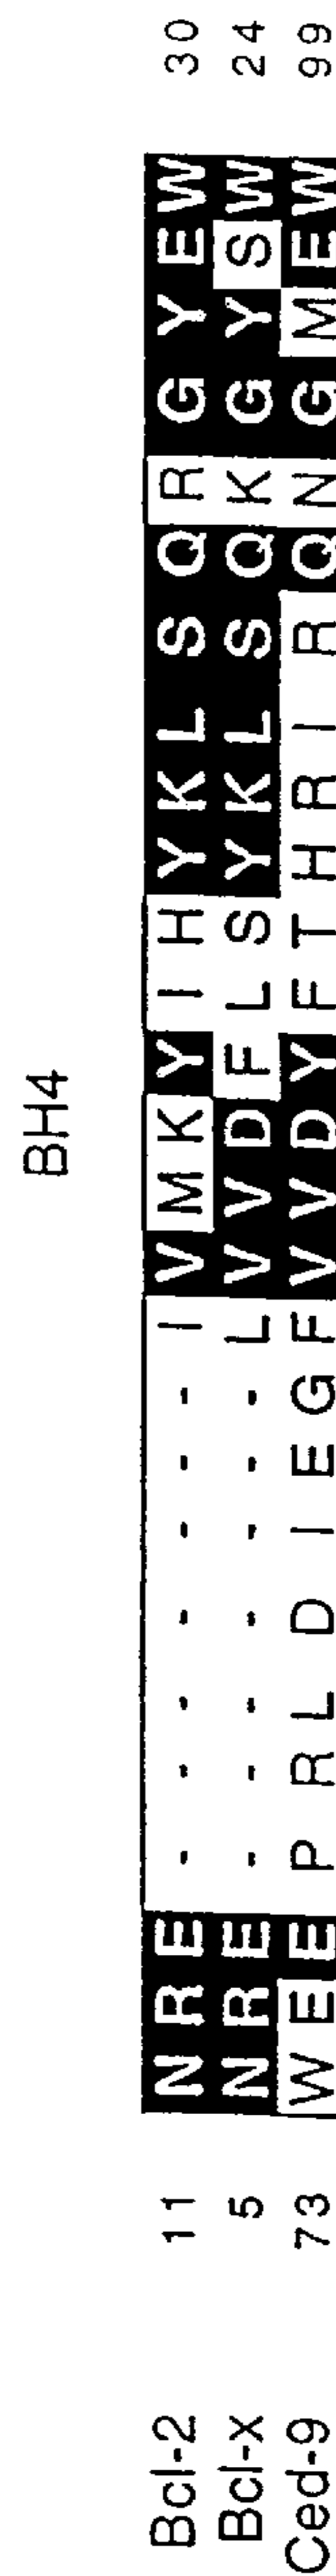 BH4
Bcl-2 11 N R E - - - - - - - I V M K Y I H Y K L S Q R G Y E W 30
Bcl-x 5 N R E - - - - - - - L V V D F L S Y K L S Q K G Y S W 24
Ced-9 73 W E E P R L D I E G F V V D Y F T H R I R Q N G M E W 99